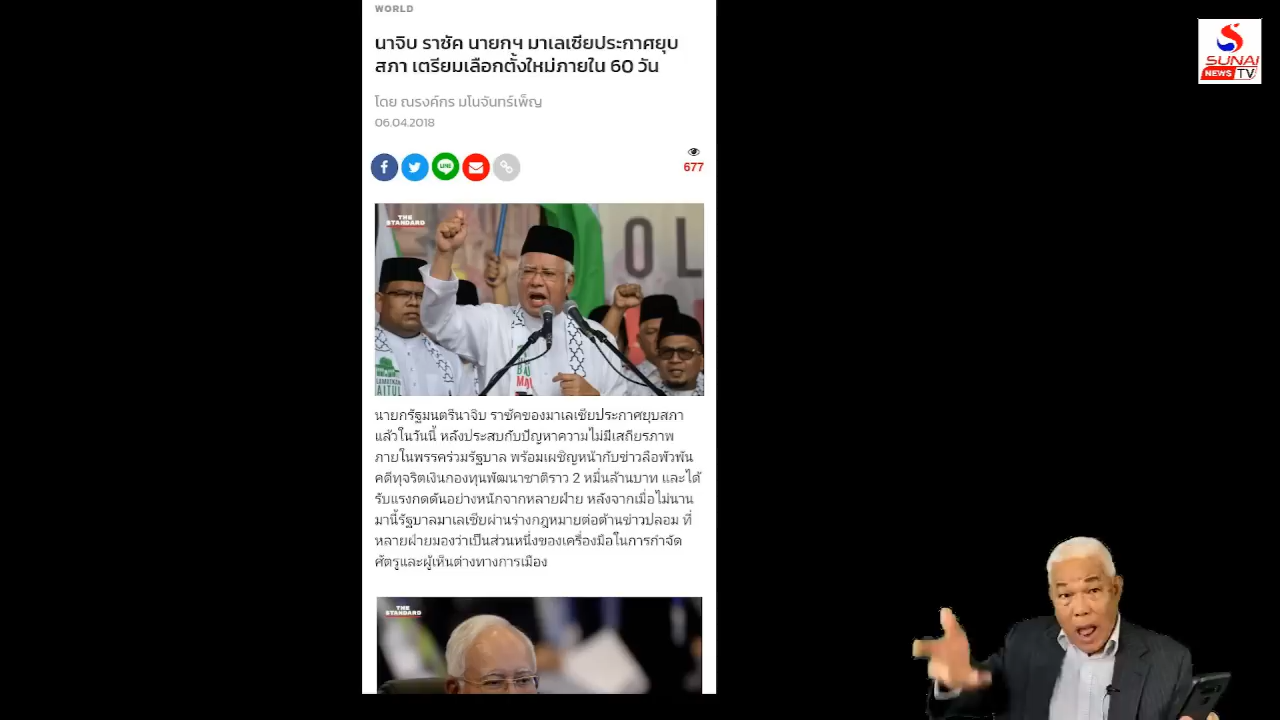 WORLD
นาจิบ ราซัค นายกฯ มาเลเซียประกาศยุบ
สภา เตรียมเลือกตั้งใหม่ภายใน 60 วัน
โดย ณรงค์กร มโนจันทร์เพ็ญ
06.04.2018
677
THE STANDARD
OL
LAMATKAN
AITUL
BA
MAJ
นายกรัฐมนตรีนาจิบ ราซัคของมาเลเซียประกาศยุบสภา
แล้วในวันนี้ หลังประสบกับปัญหาความไม่มีเสถียรภาพ
ภายในพรรคร่วมรัฐบาล พร้อมเผชิญหน้ากับข่าวลือพัวพัน
คดีทุจริตเงินกองทุนพัฒนาชาติราว 2 หมื่นล้านบาท และได้
รับแรงกดดันอย่างหนักจากหลายฝ่าย หลังจากเมื่อไม่นาน
มานี้รัฐบาลมาเลเซียผ่านร่างกฎหมายต่อต้านข่าวปลอม ที่
หลายฝ่ายมองว่าเป็นส่วนหนึ่งของเครื่องมือในการกำจัด
ศัตรูและผู้เห็นต่างทางการเมือง
THE STANDARD
SUNAI
NEWS TV